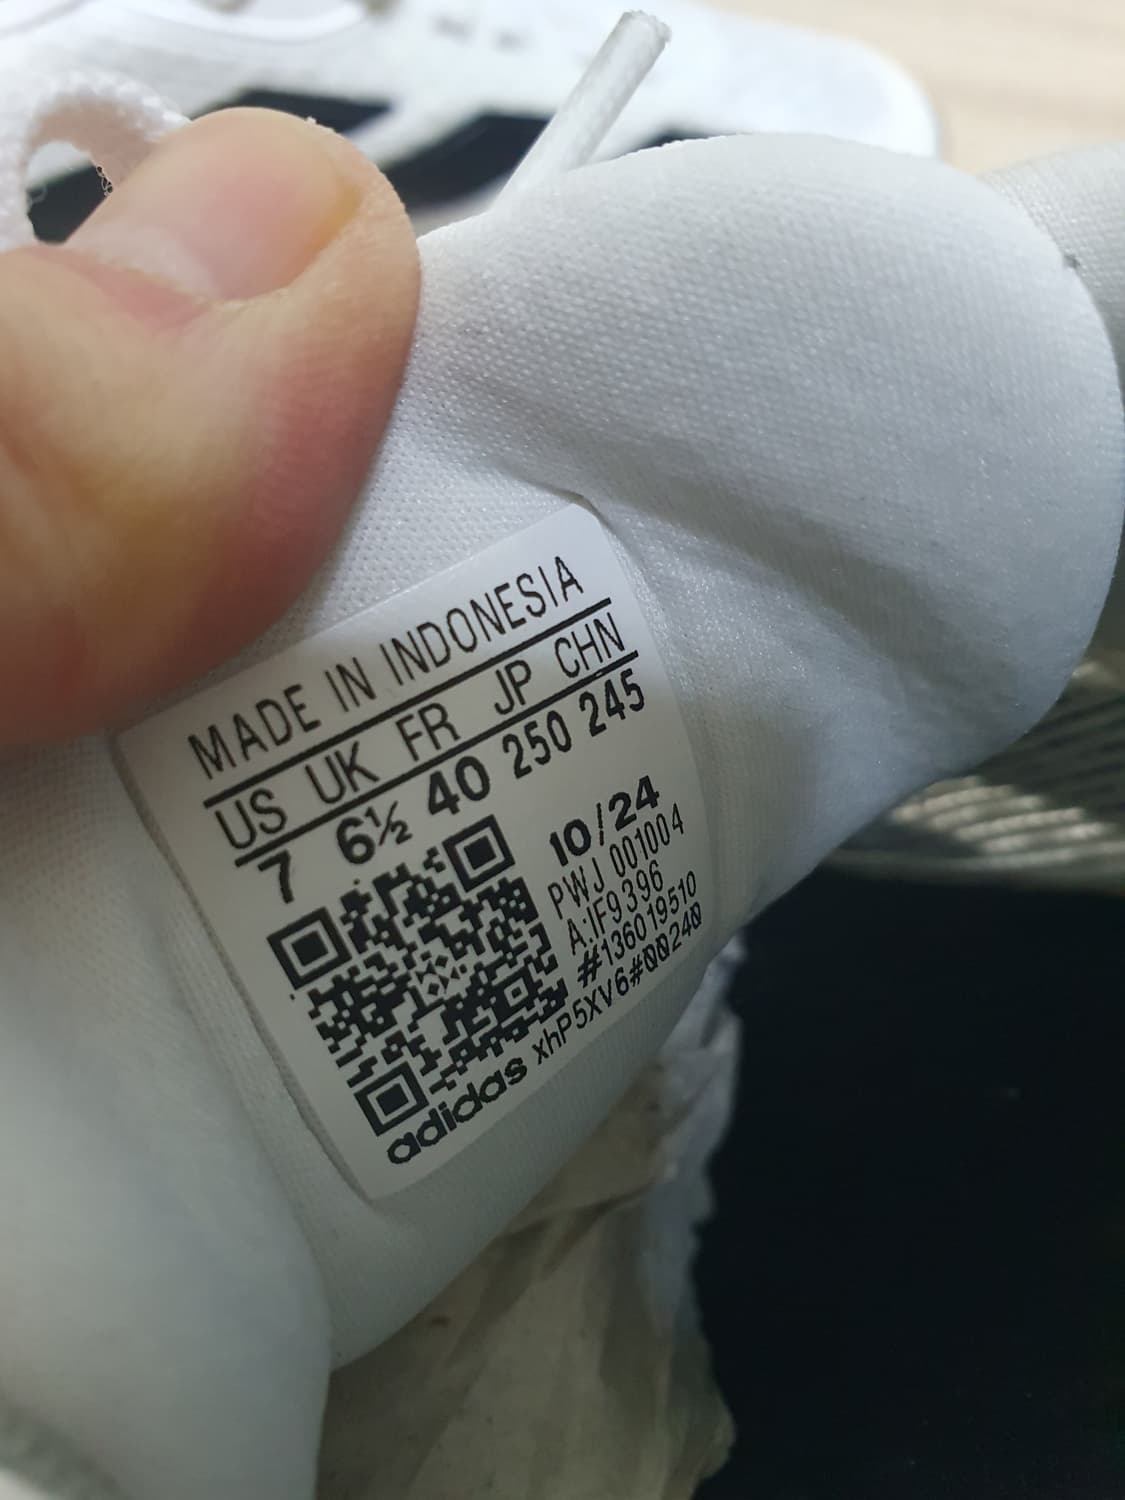 MADE IN INDONESIA
US UK FR JP CHN
7 6½ 40 250 245
10/24
PWJ 001004
A:IF9396
#136019510
adidas xhP5XV6#00240